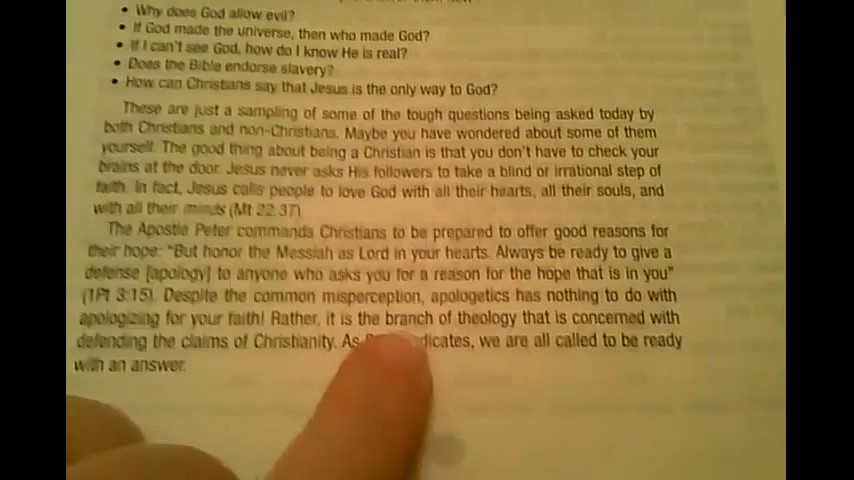 • Why does God allow evil?
• If God made the universe, then who made God?
• If I can't see God, how do I know He is real?
• Does the Bible endorse slavery?
• How can Christians say that Jesus is the only way to God?
These are just a sampling of some of the tough questions being asked today by
both Christians and non-Christians. Maybe you have wondered about some of them
yourself. The good thing about being a Christian is that you don't have to check your
brains at the door. Jesus never asks His followers to take a blind or irrational step of
faith. In fact, Jesus calls people to love God with all their hearts, all their souls, and
with all their minds (Mt 22:37).
The Apostle Peter commands Christians to be prepared to offer good reasons for
their hope: "But honor the Messiah as Lord in your hearts. Always be ready to give a
defense [apology] to anyone who asks you for a reason for the hope that is in you"
(1Pt 3:15). Despite the common misperception, apologetics has nothing to do with
apologizing for your faith! Rather, it is the branch of theology that is concerned with
defending the claims of Christianity. As dicates, we are all called to be ready
with an answer.